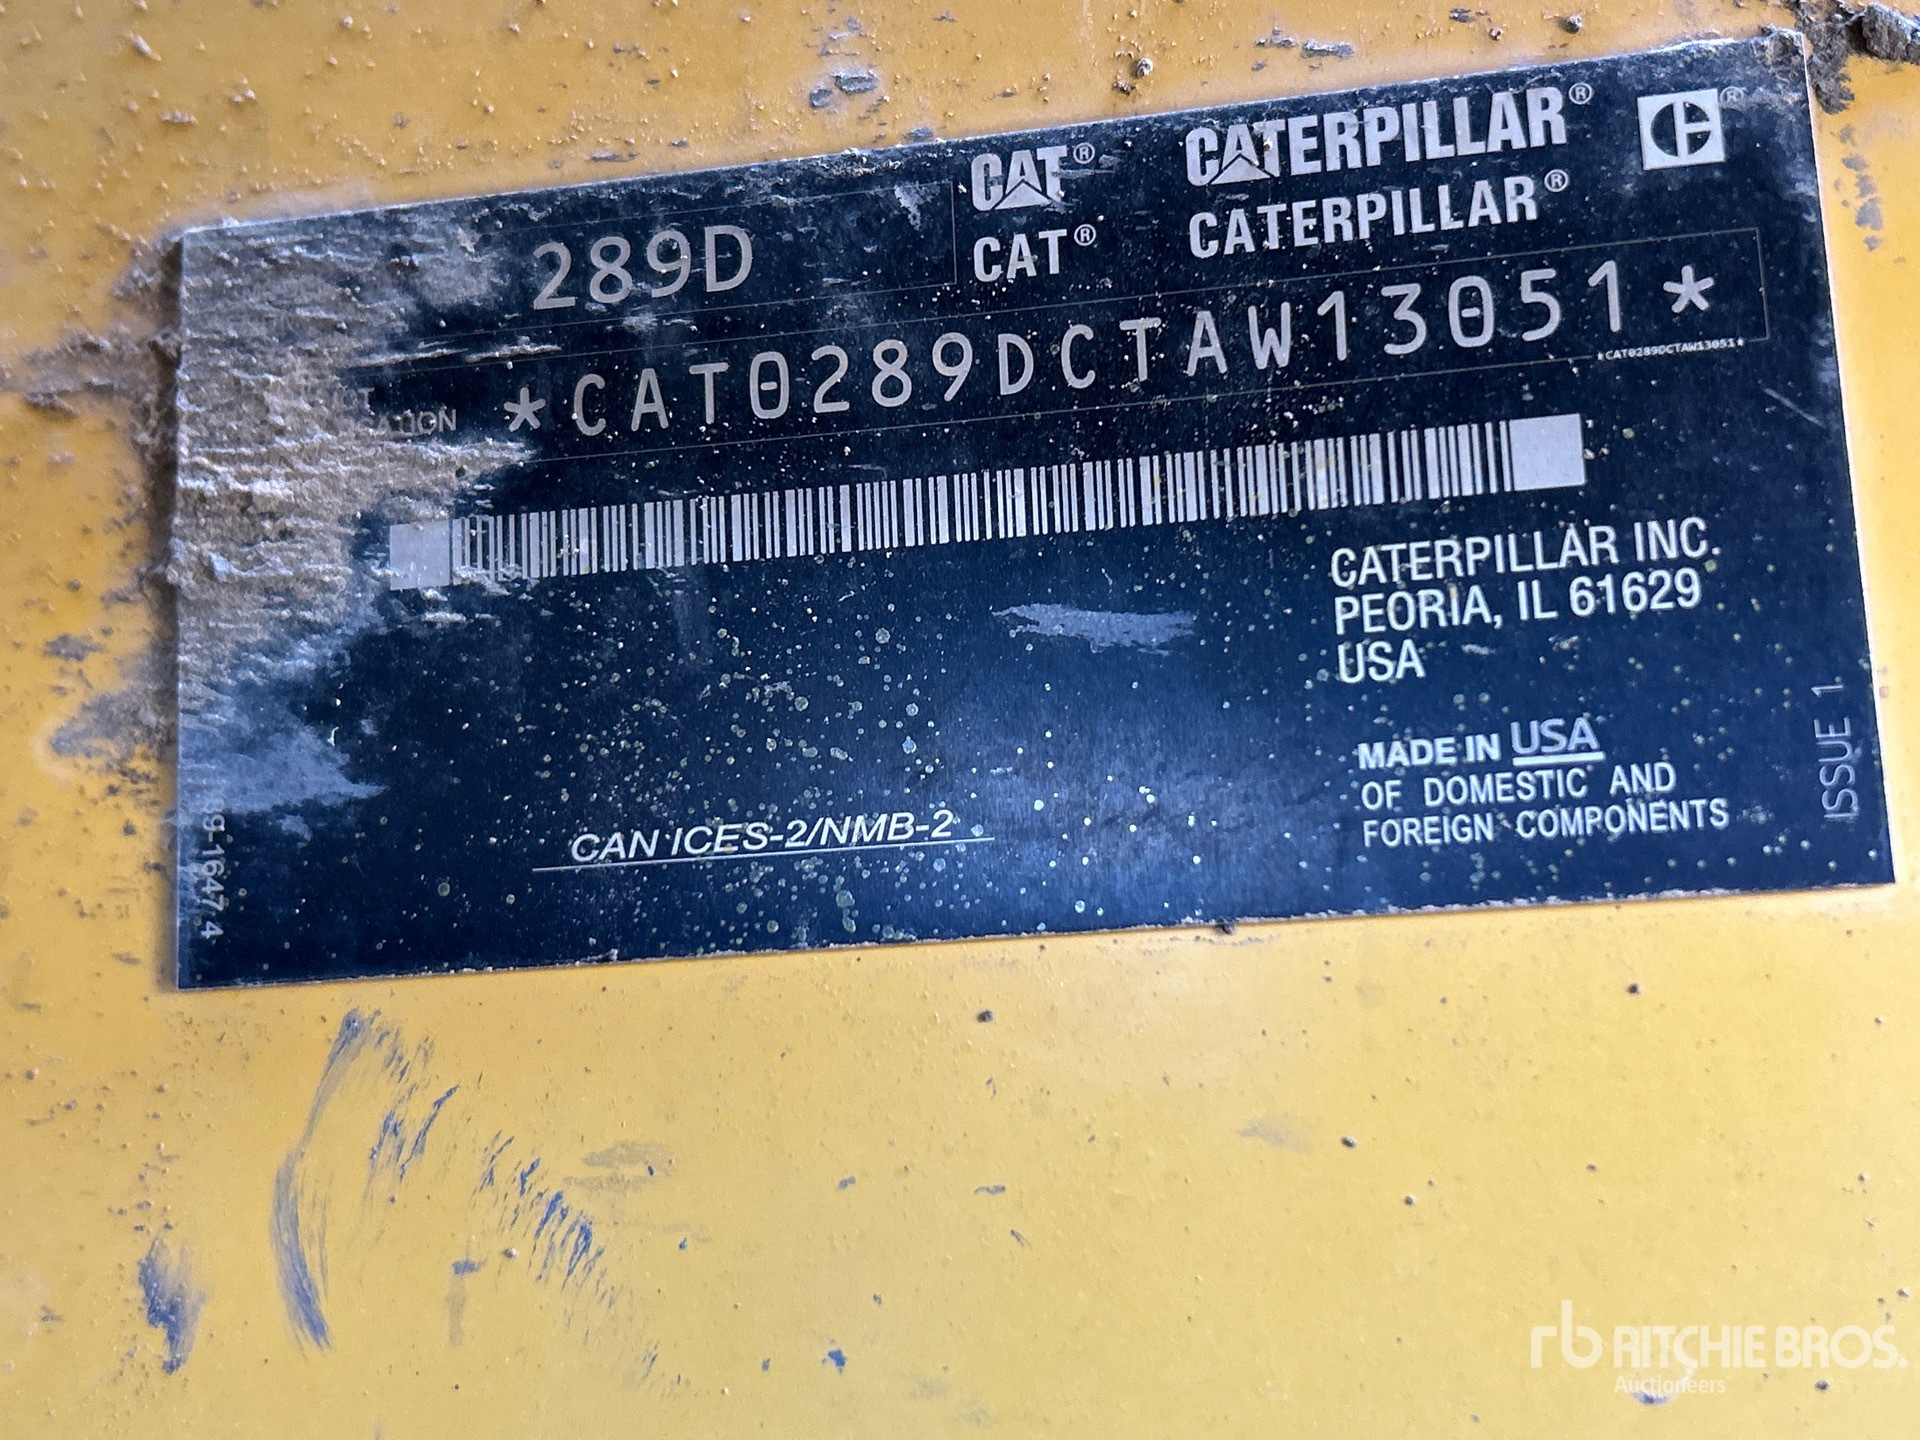 CAT® CATERPILLAR®
289D CAT® CATERPILLAR®
*CAT0289DCTAW13051*
*CAT0289DCTAW13051*
CATERPILLAR INC.
PEORIA, IL 61629
USA
MADE IN USA
OF DOMESTIC AND
FOREIGN COMPONENTS
CAN ICES-2/NMB-2
ISSUE 1
rb RITCHIE BROS.
Auctioneers